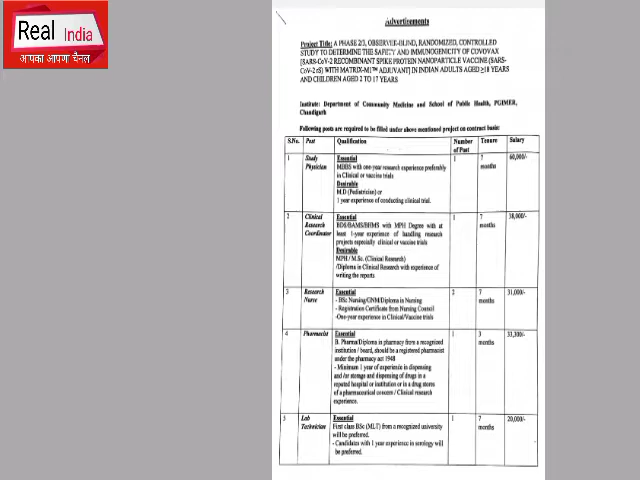 Real India
आपका आपणा चैनल
Advertisements
Project Title: A PHASE 2/3, OBSERVER-BLIND, RANDOMIZED, CONTROLLED
STUDY TO DETERMINE THE SAFETY AND IMMUNOGENICITY OF COVOVAX
[SARS-CoV-2 RECOMBINANT SPIKE PROTEIN NANOPARTICLE VACCINE (SARS-
CoV-2 rS) WITH MATRIX-M1™ ADJUVANT] IN INDIAN ADULTS AGED ≥18 YEARS
AND CHILDREN AGED 2 TO 17 YEARS
Institute: Department of Community Medicine and School of Public Health, PGIMER,
Chandigarh
Following posts are required to be filled under above mentioned project on contract basis:
S.No. Post Qualification Number of Post Tenure Salary
1 Study Physician Essential 1 7 months 60,000/-
MBBS with one-year research experience preferably
in Clinical or vaccine trials
Desirable
M.D (Pediatrician) or
1 year experience of conducting clinical trial.
2 Clinical Research Coordinator Essential 1 7 months 38,000/-
BDS/BAMS/BHMS with MPH Degree with at
least 1-year experience of handling research
projects especially clinical or vaccine trials
Desirable
MPH / M.Sc. (Clinical Research)
/Diploma in Clinical Research with experience of
writing the reports
3 Research Nurse Essential 2 7 months 31,000/-
- BSc Nursing/GNM/Diploma in Nursing
- Registration Certificate from Nursing Council
-One-year experience in Clinical/Vaccine trials
4 Pharmacist Essential 1 3 months 33,300/-
B. Pharma/Diploma in pharmacy from a recognized
institution / board, should be a registered pharmacist
under the pharmacy act 1948
- Minimum 1 year of experience in dispensing
and /or storage and dispensing of drugs in a
reputed hospital or institution or in a drug stores
of a pharmaceutical concern / Clinical research
experience.
5 Lab Technician Essential 1 7 months 20,000/-
First class BSc (MLT) from a recognized university
will be preferred.
- Candidates with 1 year experience in serology will
be preferred.